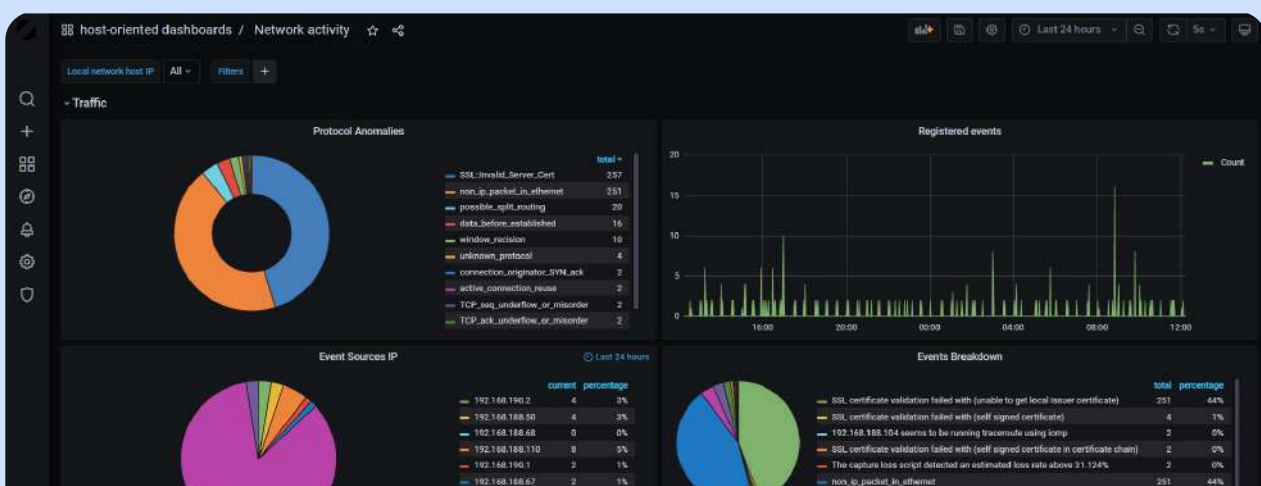 host-oriented dashboards / Network activity
Last 24 hours
5s
Local network host IP All Filters +
Traffic
Protocol Anomalies
total
SSL::Invalid_Server_Cert 257
non_ip_packet_in_ethernet 251
possible_split_routing 20
data_before_established 16
window_recision 10
unknown_protocol 4
connection_originator_SYN_ack 2
active_connection_reuse 2
TCP_seq_underflow_or_misorder 2
TCP_ack_underflow_or_misorder 2
Registered events
20
15
10
5
0
16:00 20:00 00:00 04:00 08:00 12:00
Count
Event Sources IP
Last 24 hours
current percentage
192.168.190.2 4 3%
192.168.188.50 4 3%
192.168.188.68 0 0%
192.168.188.110 8 5%
192.168.190.1 2 1%
192.168.188.67 2 1%
Events Breakdown
total percentage
SSL certificate validation failed with (unable to get local issuer certificate) 251 44%
SSL certificate validation failed with (self signed certificate) 4 1%
192.168.188.104 seems to be running traceroute using icmp 2 0%
SSL certificate validation failed with (self signed certificate in certificate chain) 2 0%
The capture loss script detected an estimated loss rate above 31.124% 2 0%
non_ip_packet_in_ethernet 251 44%